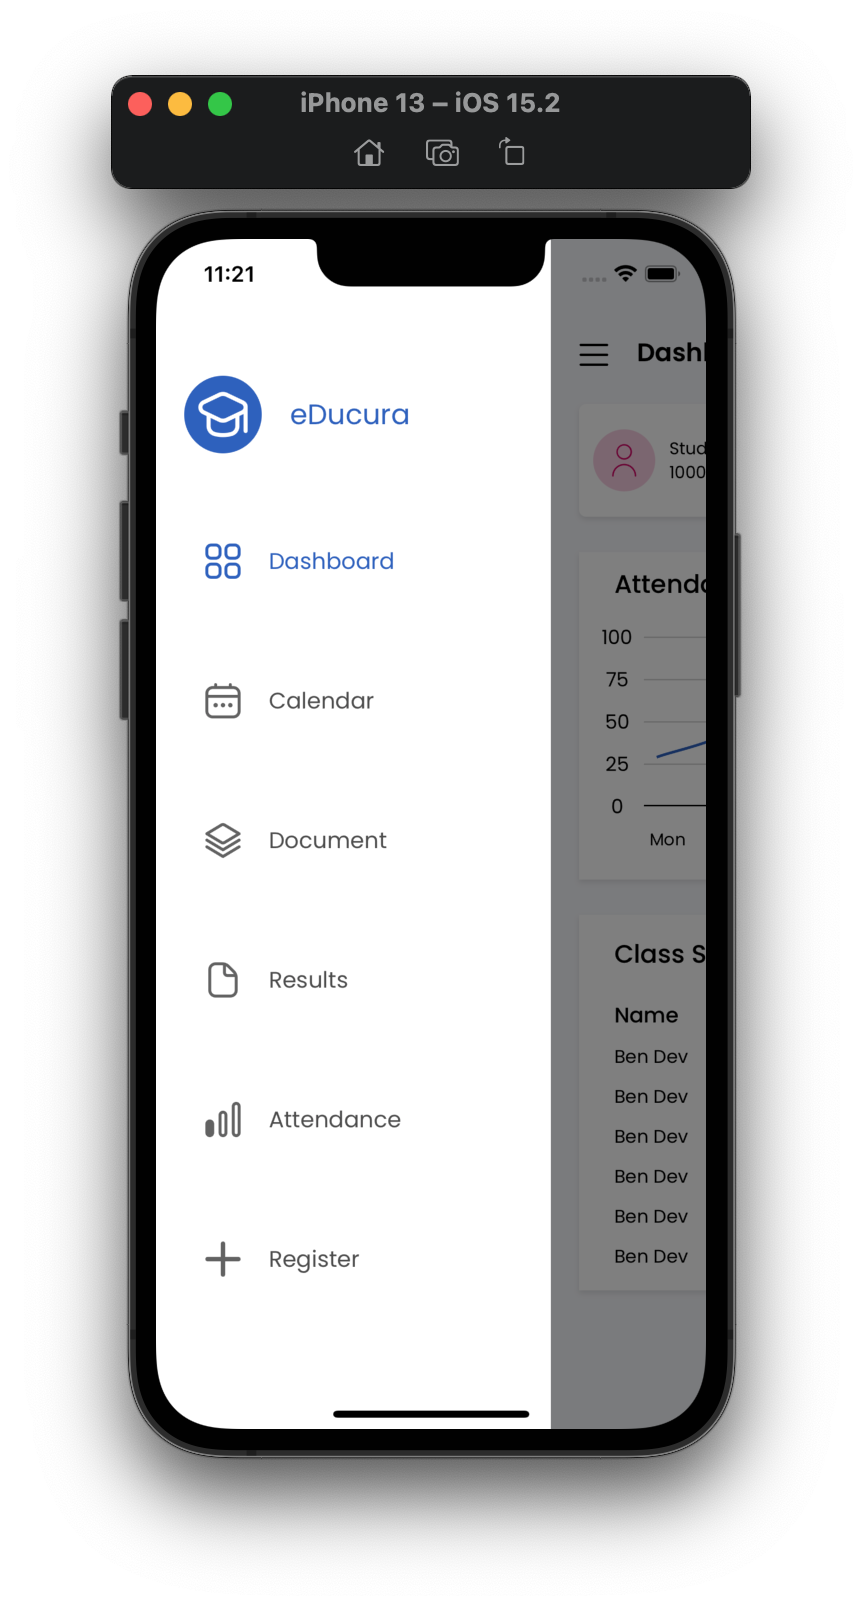 iPhone 13 – iOS 15.2
11:21
eDucura
Dashboard
Calendar
Document
Results
Attendance
Register
Dashl
Stud
1000
Attend
100
75
50
25
0
Mon
Class S
Name
Ben Dev
Ben Dev
Ben Dev
Ben Dev
Ben Dev
Ben Dev